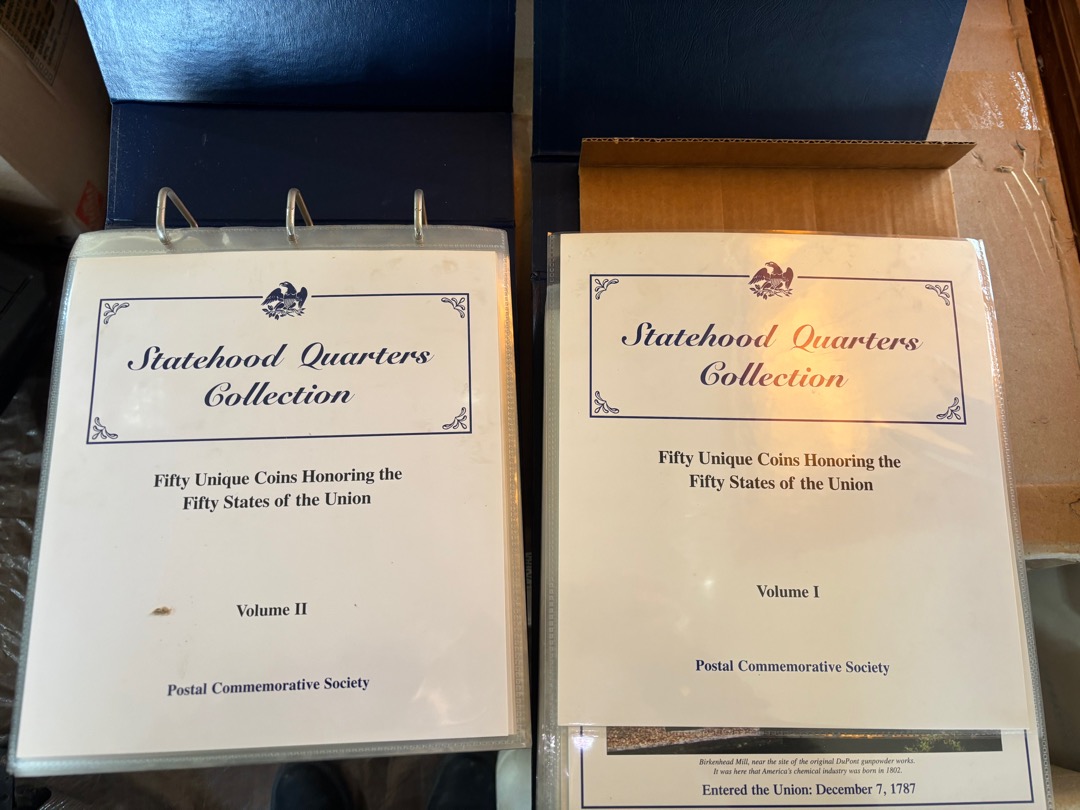 Statehood Quarters
Collection
Fifty Unique Coins Honoring the
Fifty States of the Union
Volume II
Postal Commemorative Society
Statehood Quarters
Collection
Fifty Unique Coins Honoring the
Fifty States of the Union
Volume I
Postal Commemorative Society
Birkenhead Mill, near the site of the original DuPont gunpowder works.
It was here that America's chemical industry was born in 1802.
Entered the Union: December 7, 1787